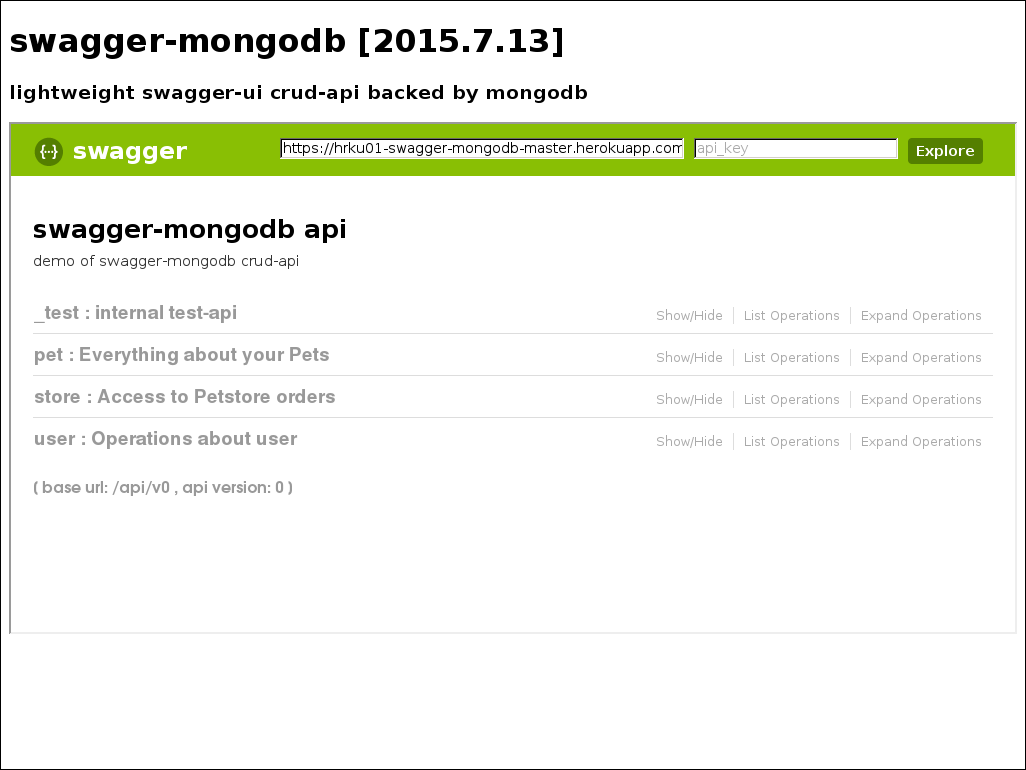 swagger-mongodb [2015.7.13]
lightweight swagger-ui crud-api backed by mongodb
{···} swagger https://hrku01-swagger-mongodb-master.herokuapp.com api_key Explore
swagger-mongodb api
demo of swagger-mongodb crud-api
_test : internal test-api Show/Hide List Operations Expand Operations
pet : Everything about your Pets Show/Hide List Operations Expand Operations
store : Access to Petstore orders Show/Hide List Operations Expand Operations
user : Operations about user Show/Hide List Operations Expand Operations
[ base url: /api/v0 , api version: 0 ]